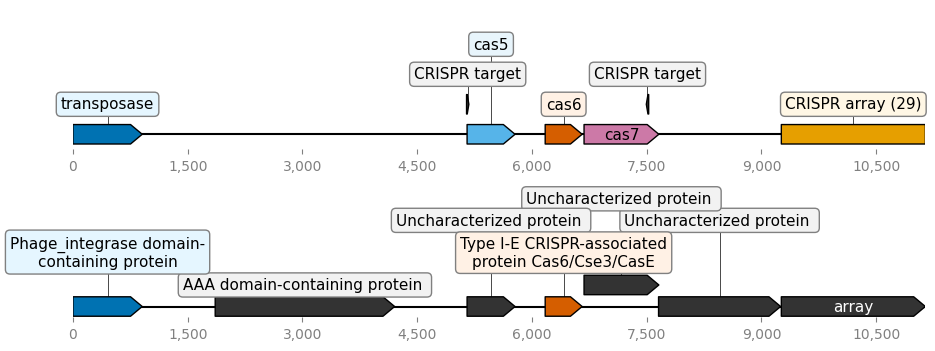 cas5
CRISPR target CRISPR target
transposase cas6 CRISPR array (29)
cas7
0 1,500 3,000 4,500 6,000 7,500 9,000 10,500
Uncharacterized protein
Uncharacterized protein Uncharacterized protein
Phage_integrase domain-
containing protein
Type I-E CRISPR-associated
protein Cas6/Cse3/CasE
AAA domain-containing protein
array
0 1,500 3,000 4,500 6,000 7,500 9,000 10,500